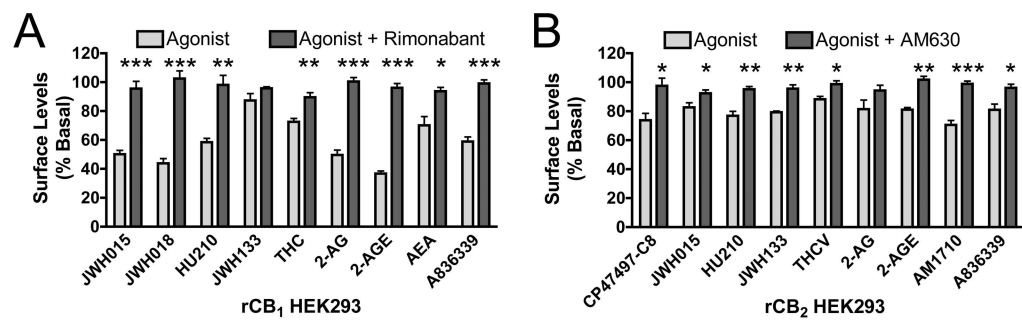 A
Agonist
Agonist + Rimonabant
Surface Levels
(% Basal)
120
100
80
60
40
20
0
***
***
**
**
***
***
*
***
JWH015
JWH018
HU210
JWH133
THC
2-AG
2-AGE
AEA
A836339
rCB₁ HEK293
B
Agonist
Agonist + AM630
Surface Levels
(% Basal)
120
100
80
60
40
20
0
*
*
**
**
*
**
***
*
CP47497-C8
JWH015
HU210
JWH133
THCV
2-AG
2-AGE
AM1710
A836339
rCB₂ HEK293